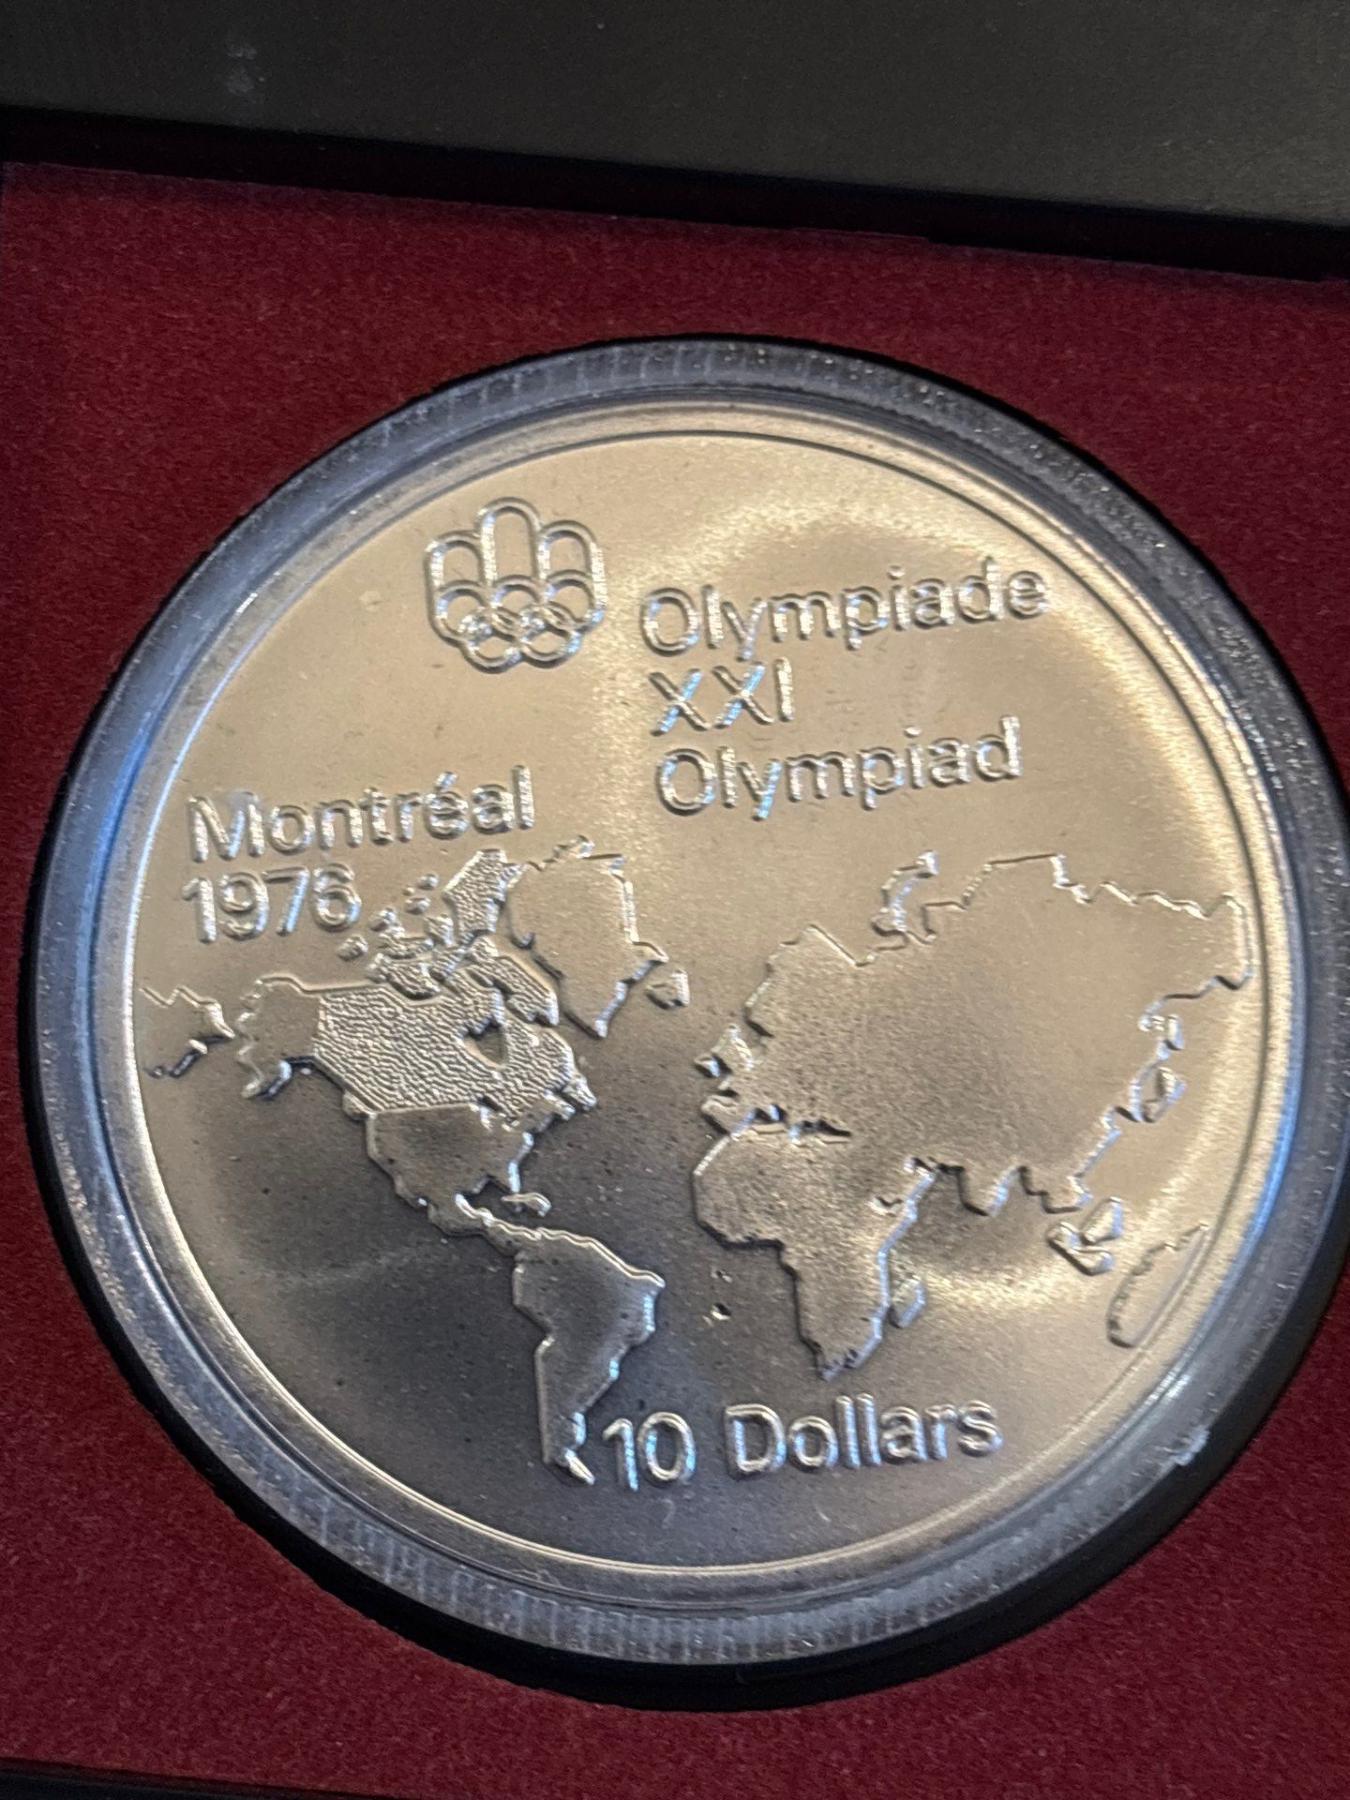 Olympiade
XXI
Olympiad
Montréal
1976
10 Dollars